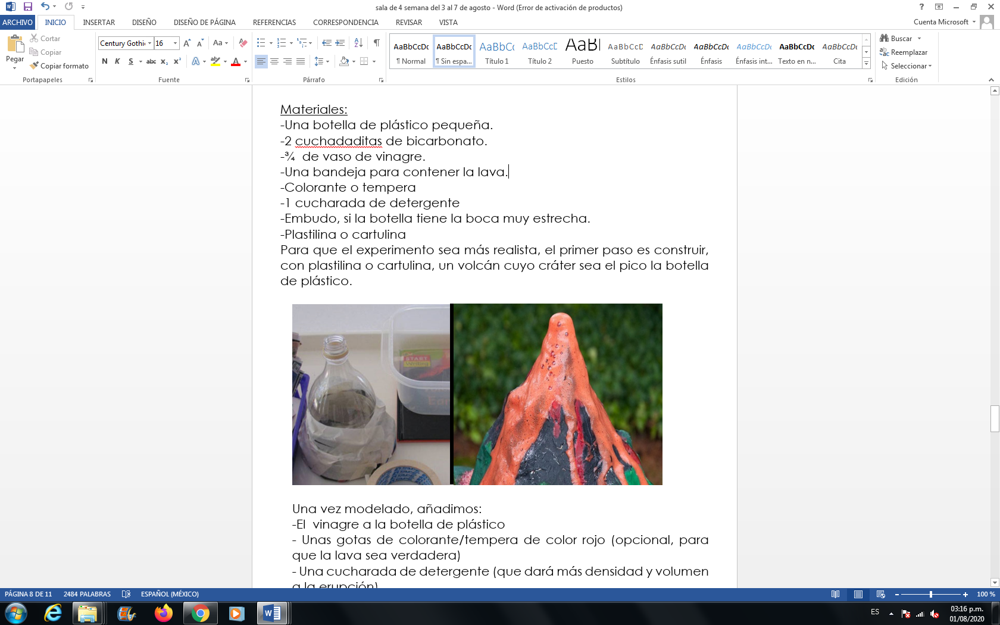 sala de 4 semana del 3 al 7 de agosto - Word (Error de activación de productos)
ARCHIVO INICIO INSERTAR DISEÑO DISEÑO DE PÁGINA REFERENCIAS CORRESPONDENCIA REVISAR VISTA Cuenta Microsoft
Pegar
Cortar
Copiar
Copiar formato
Portapapeles
Century Gothi 16
Aa
N K S abc x₂ x² A ab A
Fuente
Párrafo
AaBbCcDc AaBbCcDc AaBbCc AaBbCcD AaB AaBbCcD AaBbCcDc AaBbCcDc AaBbCcDc AaBbCcDc AaBbCcDc
¶ Normal ¶ Sin espa... Título 1 Título 2 Puesto Subtítulo Énfasis sutil Énfasis Énfasis int... Texto en n... Cita
Estilos
Buscar
Reemplazar
Seleccionar
Edición
Materiales:
-Una botella de plástico pequeña.
-2 cuchadaditas de bicarbonato.
-¾ de vaso de vinagre.
-Una bandeja para contener la lava.
-Colorante o tempera
-1 cucharada de detergente
-Embudo, si la botella tiene la boca muy estrecha.
-Plastilina o cartulina
Para que el experimento sea más realista, el primer paso es construir,
con plastilina o cartulina, un volcán cuyo cráter sea el pico la botella
de plástico.
START
Una vez modelado, añadimos:
-El vinagre a la botella de plástico
- Unas gotas de colorante/tempera de color rojo (opcional, para
que la lava sea verdadera)
- Una cucharada de detergente (que dará más densidad y volumen
a la erupción)
PÁGINA 8 DE 11 2484 PALABRAS ESPAÑOL (MÉXICO) 100 %
ES
03:16 p.m.
01/08/2020